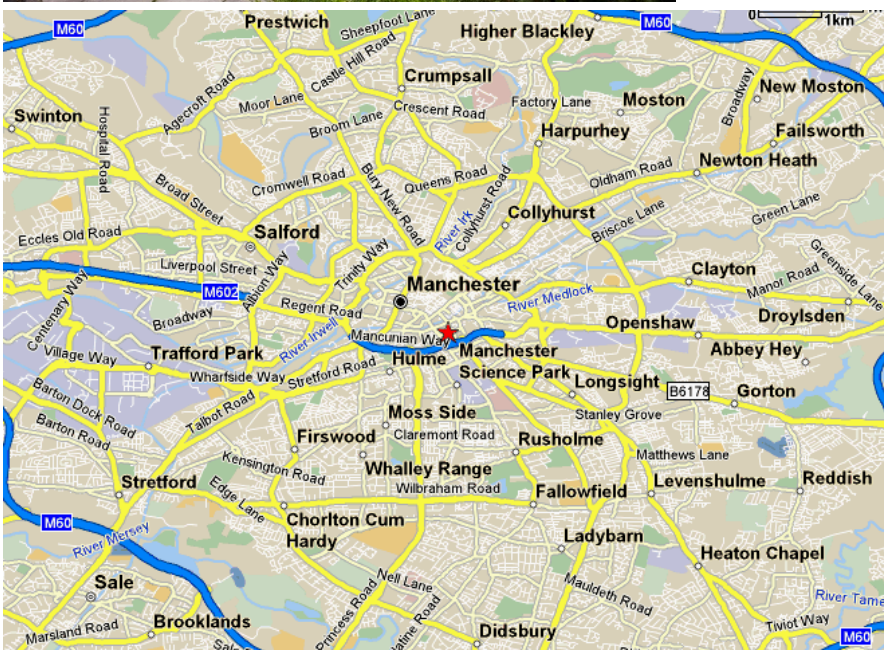 Prestwich
Sheepfoot Lane
M60
Higher Blackley
M60
0
1km
Castle Hill Road
Crumpsall
Agecroft Road
Moor Lane
Crescent Road
Factory Lane
Moston
Broadway
New Moston
Swinton
Hospital Road
Broom Lane
Harpurhey
Failsworth
Newton Heath
Broad Street
Cromwell Road
Bury New Road
Queens Road
Oldham Road
Collyhurst Road
River Irk
Collyhurst
Briscoe Lane
Green Lane
Eccles Old Road
Salford
Liverpool Street
Albion Way
Trinity Way
Greenside Lane
Clayton
Manor Road
M602
Manchester
River Medlock
Droylsden
Centenary Way
Broadway
Regent Road
Openshaw
Village Way
Trafford Park
River Irwell
Mancunian Way
Hulme
Manchester
Science Park
Abbey Hey
Wharfside Way
Stretford Road
Longsight
B6178
Gorton
Barton Dock Road
Talbot Road
Moss Side
Stanley Grove
Barton Road
Firswood
Claremont Road
Rusholme
Matthews Lane
Kensington Road
Whalley Range
Stretford
Edge Lane
Wilbraham Road
Fallowfield
Levenshulme
Reddish
M60
Chorlton Cum
Hardy
River Mersey
Ladybarn
Heaton Chapel
Sale
Nell Lane
Princess Road
Mauldeth Road
River Tame
Brooklands
Marsland Road
Didsbury
Tiviot Way
M60